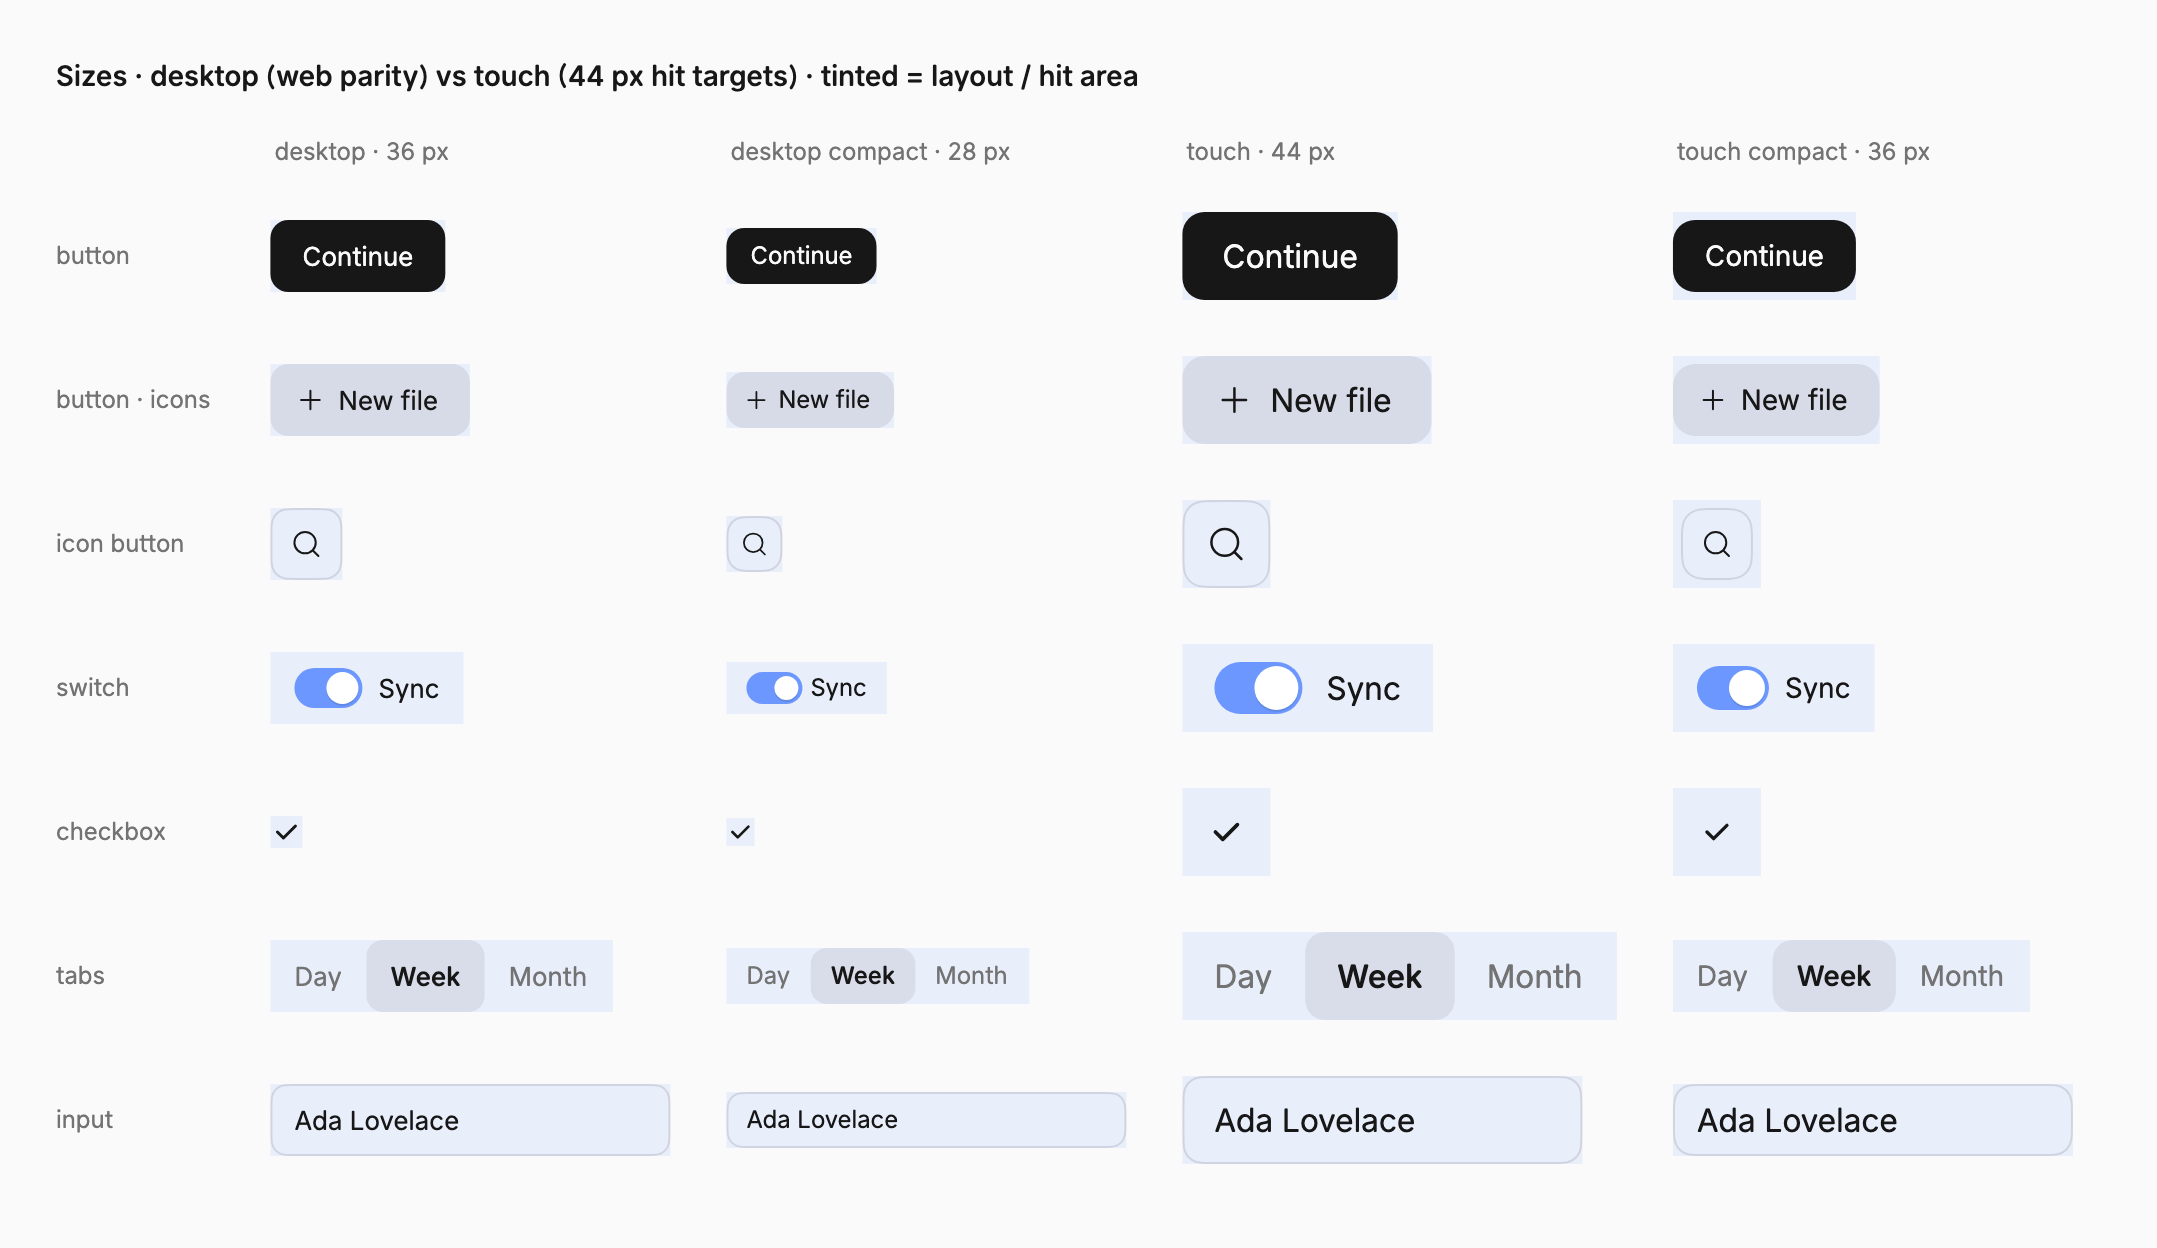 Sizes · desktop (web parity) vs touch (44 px hit targets) · tinted = layout / hit area
desktop · 36 px desktop compact · 28 px touch · 44 px touch compact · 36 px
button Continue Continue Continue Continue
button · icons + New file + New file + New file + New file
icon button
switch Sync Sync Sync Sync
checkbox
tabs Day Week Month Day Week Month Day Week Month Day Week Month
input Ada Lovelace Ada Lovelace Ada Lovelace Ada Lovelace